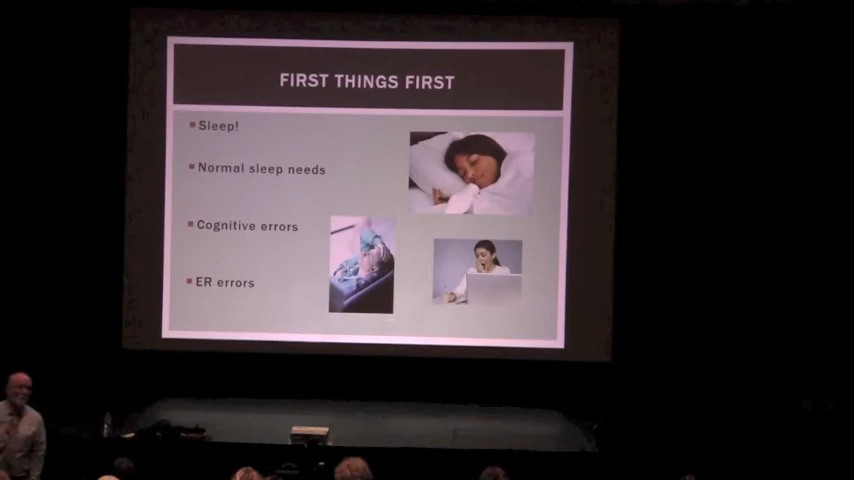 FIRST THINGS FIRST
Sleep!
Normal sleep needs
Cognitive errors
ER errors